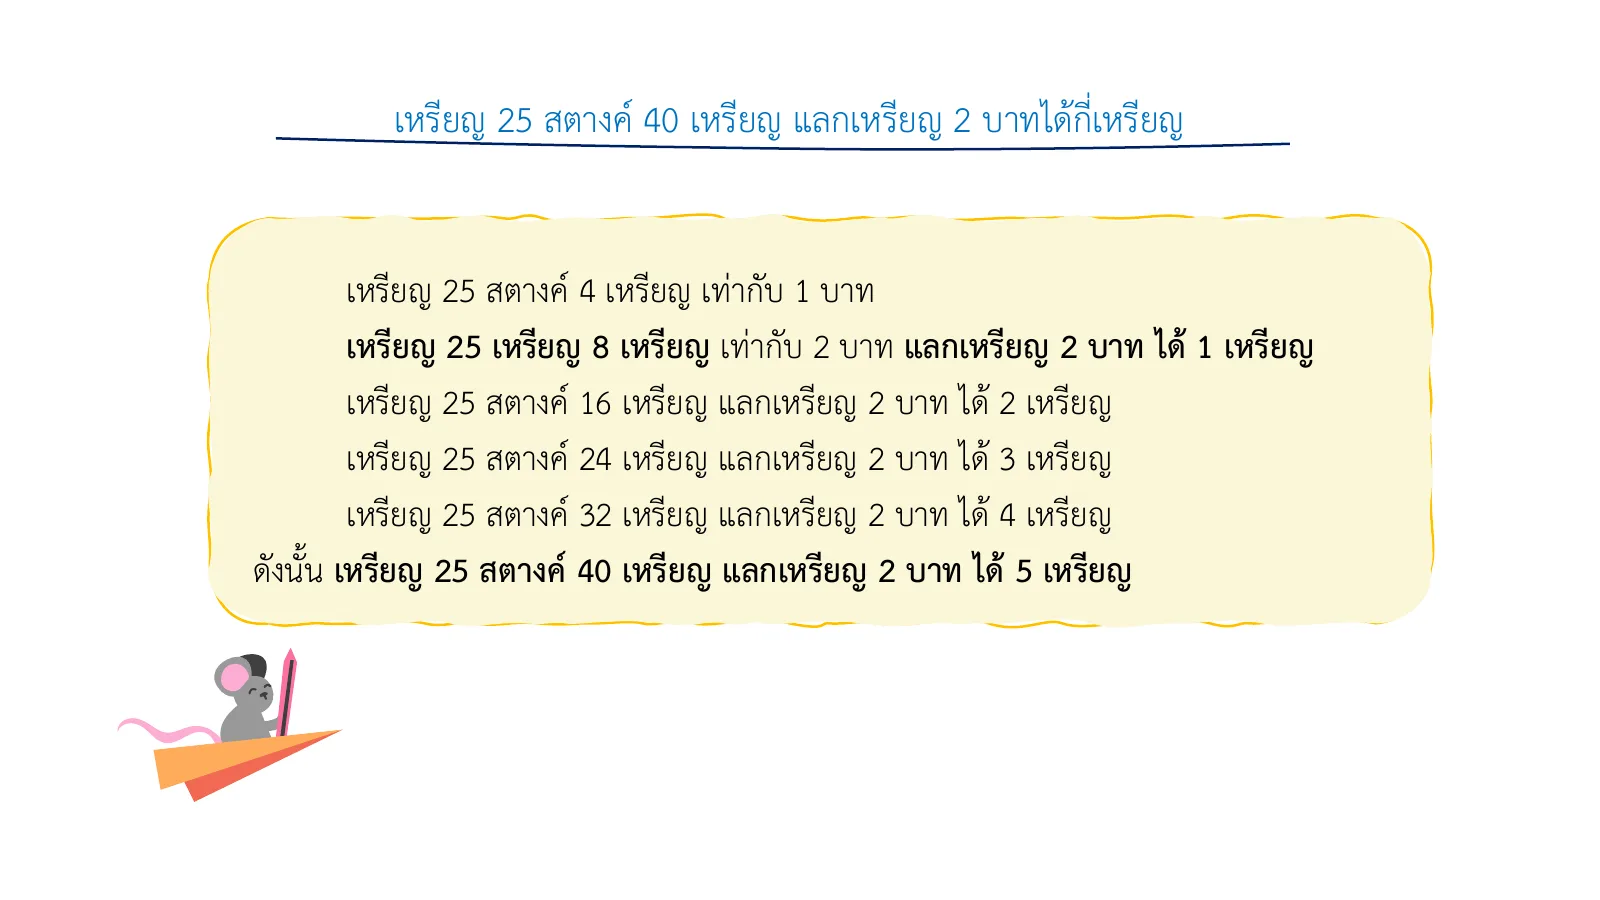 เหรียญ 25 สตางค์ 40 เหรียญ แลกเหรียญ 2 บาทได้กี่เหรียญ
เหรียญ 25 สตางค์ 4 เหรียญ เท่ากับ 1 บาท
เหรียญ 25 เหรียญ 8 เหรียญ เท่ากับ 2 บาท แลกเหรียญ 2 บาท ได้ 1 เหรียญ
เหรียญ 25 สตางค์ 16 เหรียญ แลกเหรียญ 2 บาท ได้ 2 เหรียญ
เหรียญ 25 สตางค์ 24 เหรียญ แลกเหรียญ 2 บาท ได้ 3 เหรียญ
เหรียญ 25 สตางค์ 32 เหรียญ แลกเหรียญ 2 บาท ได้ 4 เหรียญ
ดังนั้น เหรียญ 25 สตางค์ 40 เหรียญ แลกเหรียญ 2 บาท ได้ 5 เหรียญ